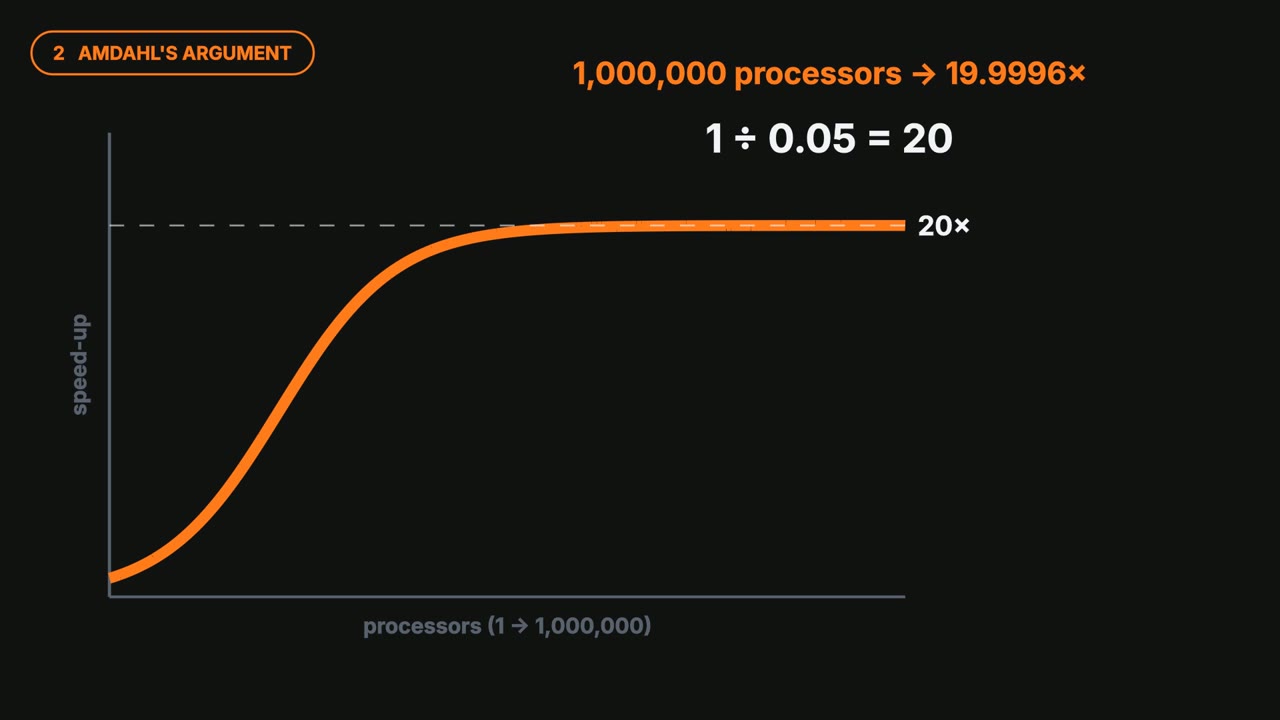 2 AMDAHL'S ARGUMENT
1,000,000 processors → 19.9996×
1 ÷ 0.05 = 20
20×
speed-up
processors (1 → 1,000,000)